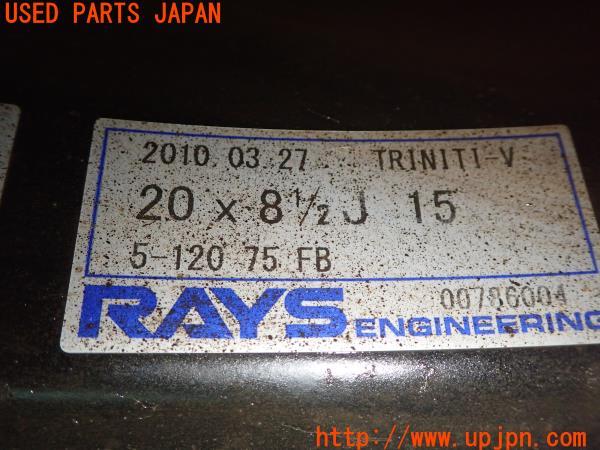 USED PARTS JAPAN
2010.03.27 TRINITI-V
20 x 8½J 15
5-120 75 FB
00786004
RAYS ENGINEERING
http://www.upjpn.com/